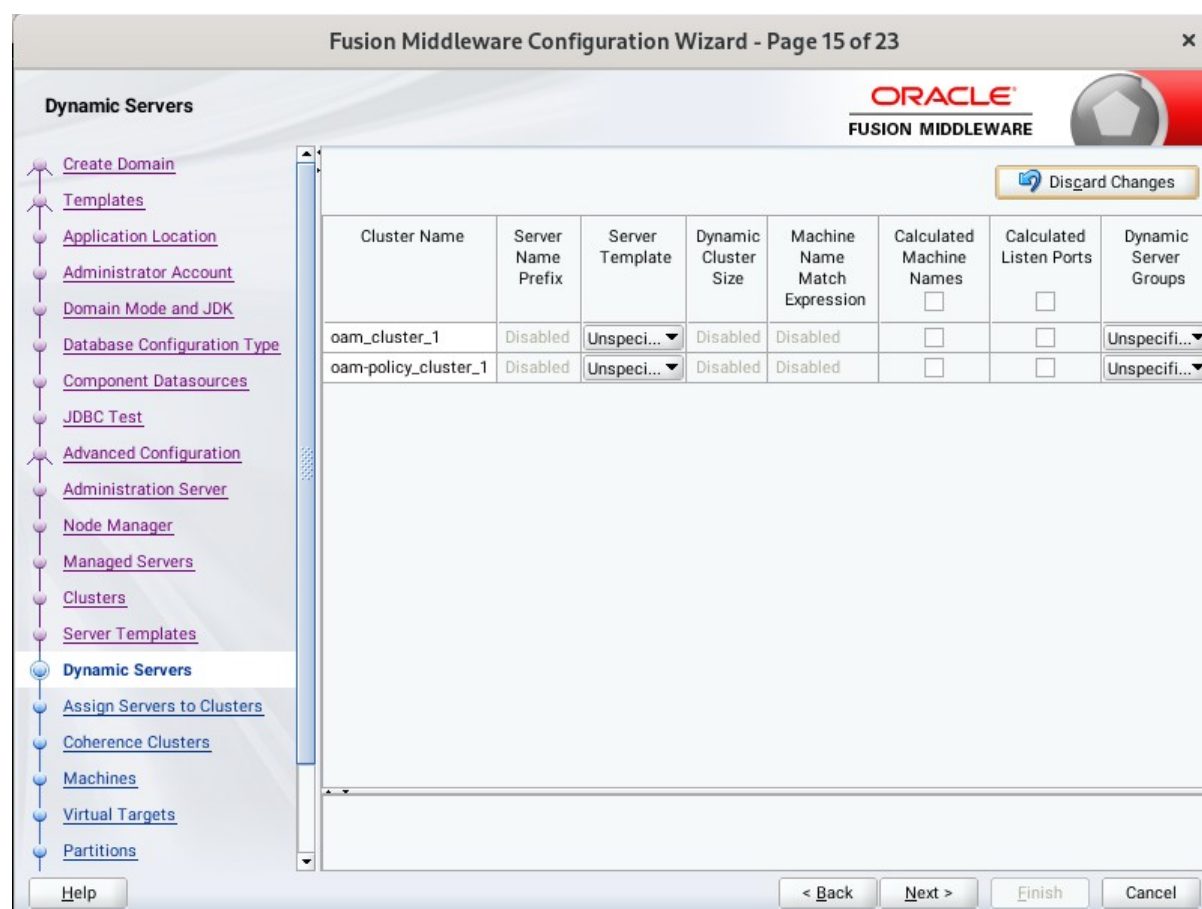 Fusion Middleware Configuration Wizard - Page 15 of 23 ×
Dynamic Servers
ORACLE
FUSION MIDDLEWARE
Create Domain
Templates
Application Location
Administrator Account
Domain Mode and JDK
Database Configuration Type
Component Datasources
JDBC Test
Advanced Configuration
Administration Server
Node Manager
Managed Servers
Clusters
Server Templates
Dynamic Servers
Assign Servers to Clusters
Coherence Clusters
Machines
Virtual Targets
Partitions
Discard Changes
Cluster Name Server Name Prefix Server Template Dynamic Cluster Size Machine Name Match Expression Calculated Machine Names Calculated Listen Ports Dynamic Server Groups
oam_cluster_1 Disabled Unspeci... Disabled Disabled Unspecifi...
oam-policy_cluster_1 Disabled Unspeci... Disabled Disabled Unspecifi...
Help < Back Next > Finish Cancel